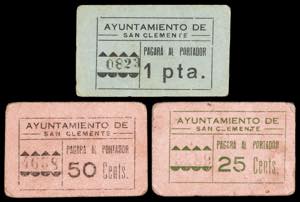 AYUNTAMIENTO DE
SAN CLEMENTE
PAGARÁ AL PORTADOR
0823
1 pta.
AYUNTAMIENTO DE
SAN CLEMENTE
PAGARÁ AL PORTADOR
50 Cents.
AYUNTAMIENTO DE
SAN CLEMENTE
PAGARÁ AL PORTADOR
25 Cents.